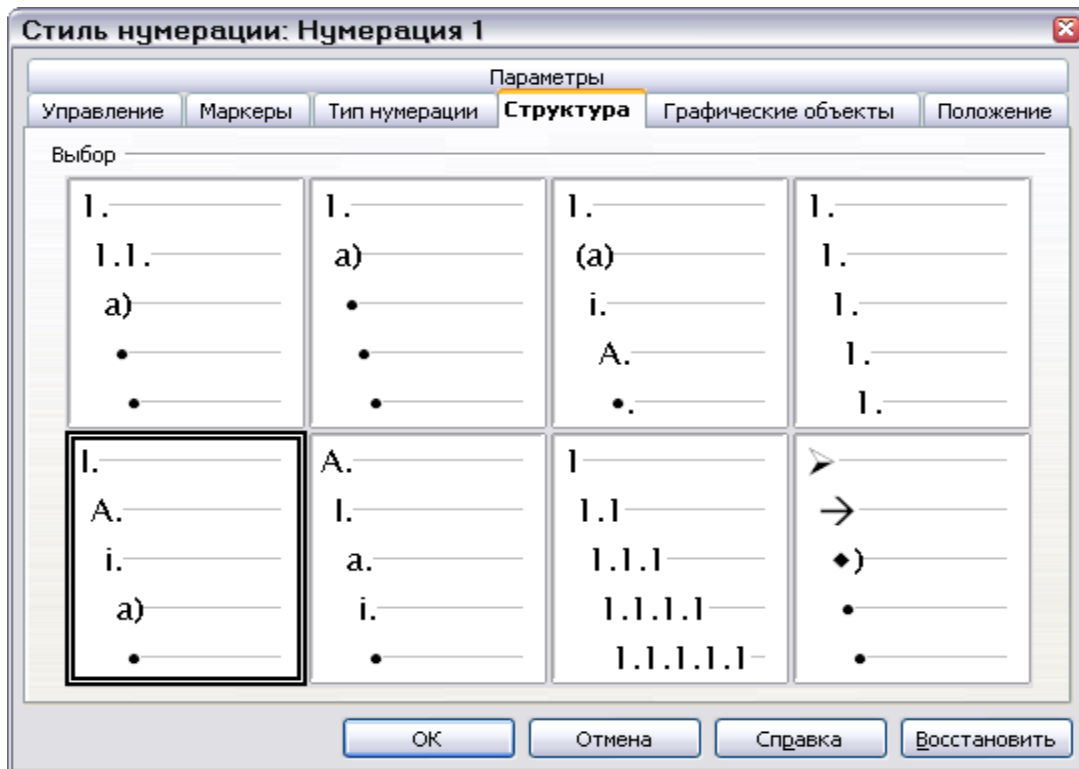 Стиль нумерации: Нумерация 1
Параметры
Управление Маркеры Тип нумерации Структура Графические объекты Положение
Выбор
1. 1. 1. 1.
1.1. a) (a) 1.
a) • i. 1.
• • A. 1.
• • •. 1.
I. A. 1 ➢
A. I. 1.1 →
i. a. 1.1.1 ◆)
a) i. 1.1.1.1 •
• • 1.1.1.1.1 •
ОК Отмена Справка Восстановить